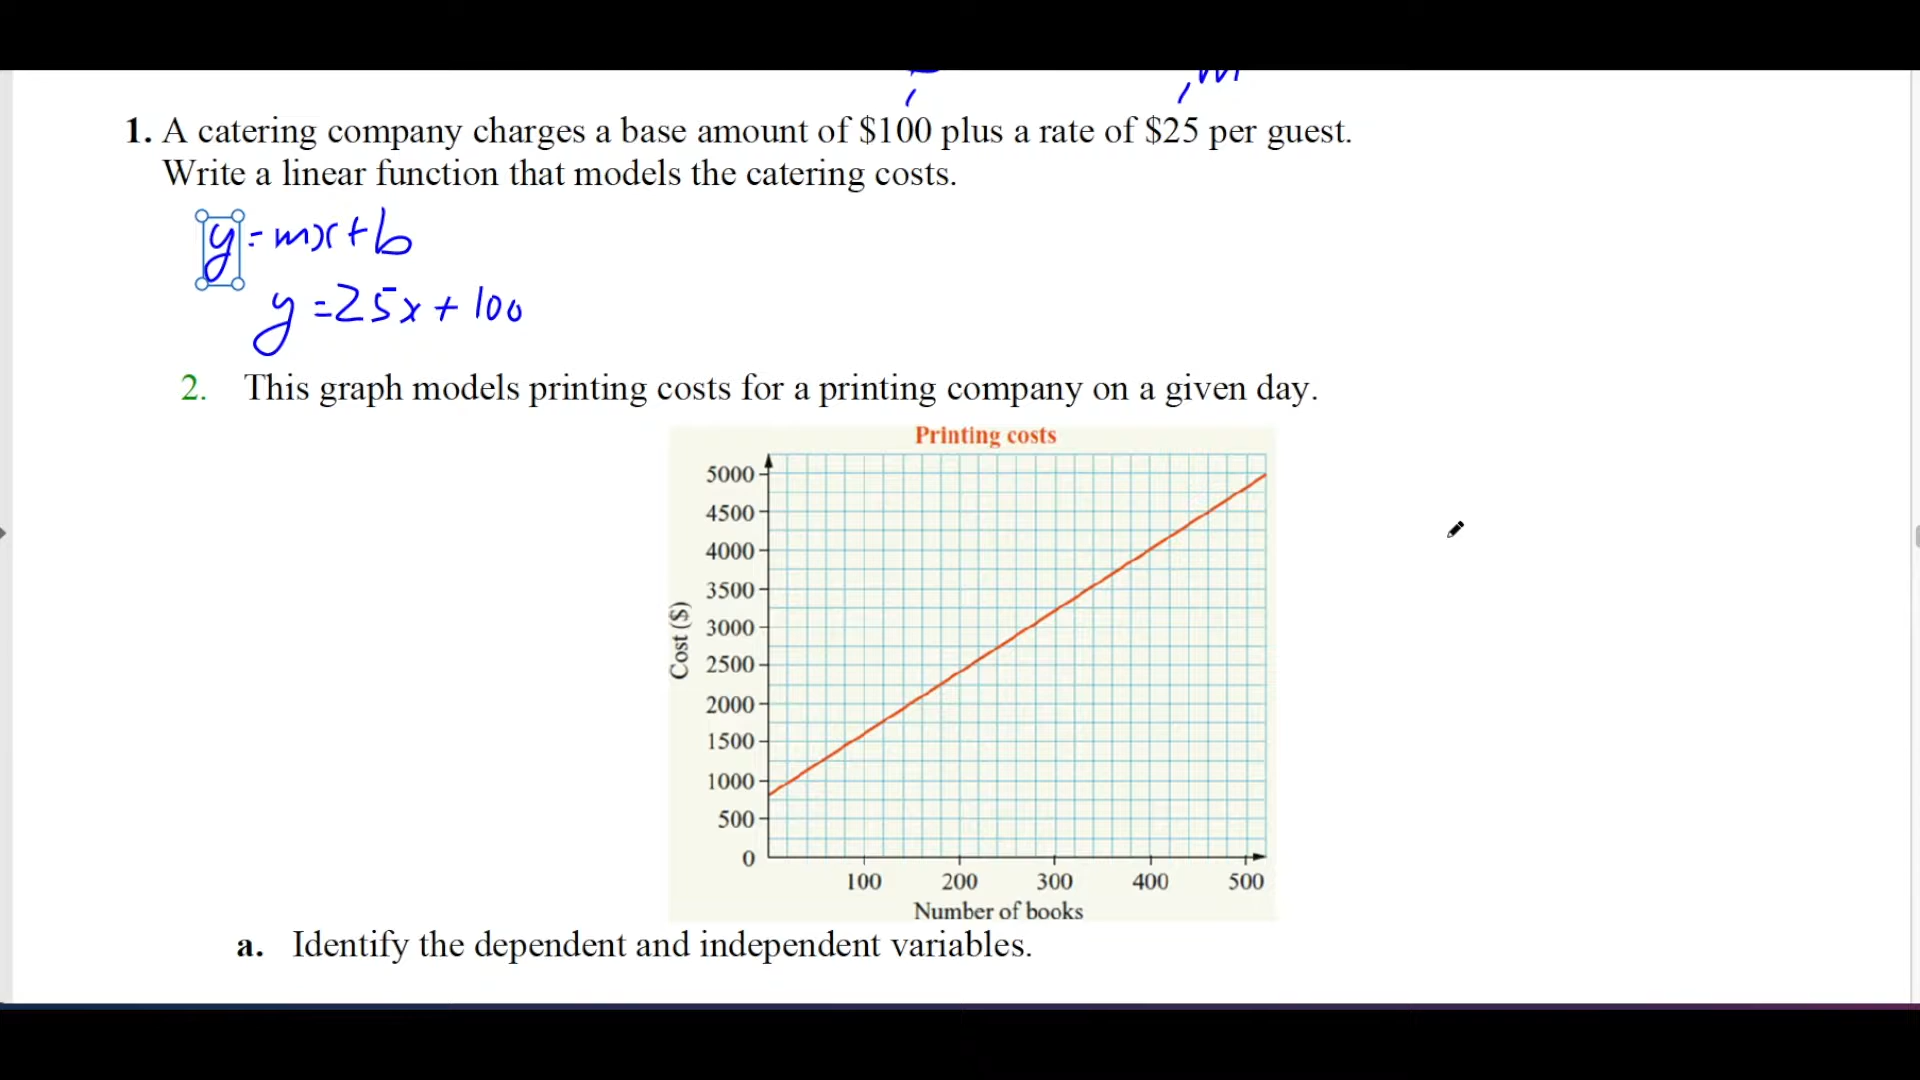 , m
1. A catering company charges a base amount of $100 plus a rate of $25 per guest.
Write a linear function that models the catering costs.
y = mx + b
y = 25x + 100
2. This graph models printing costs for a printing company on a given day.
Printing costs
5000
4500
4000
3500
3000
2500
2000
1500
1000
500
0
Cost ($)
100 200 300 400 500
Number of books
a. Identify the dependent and independent variables.